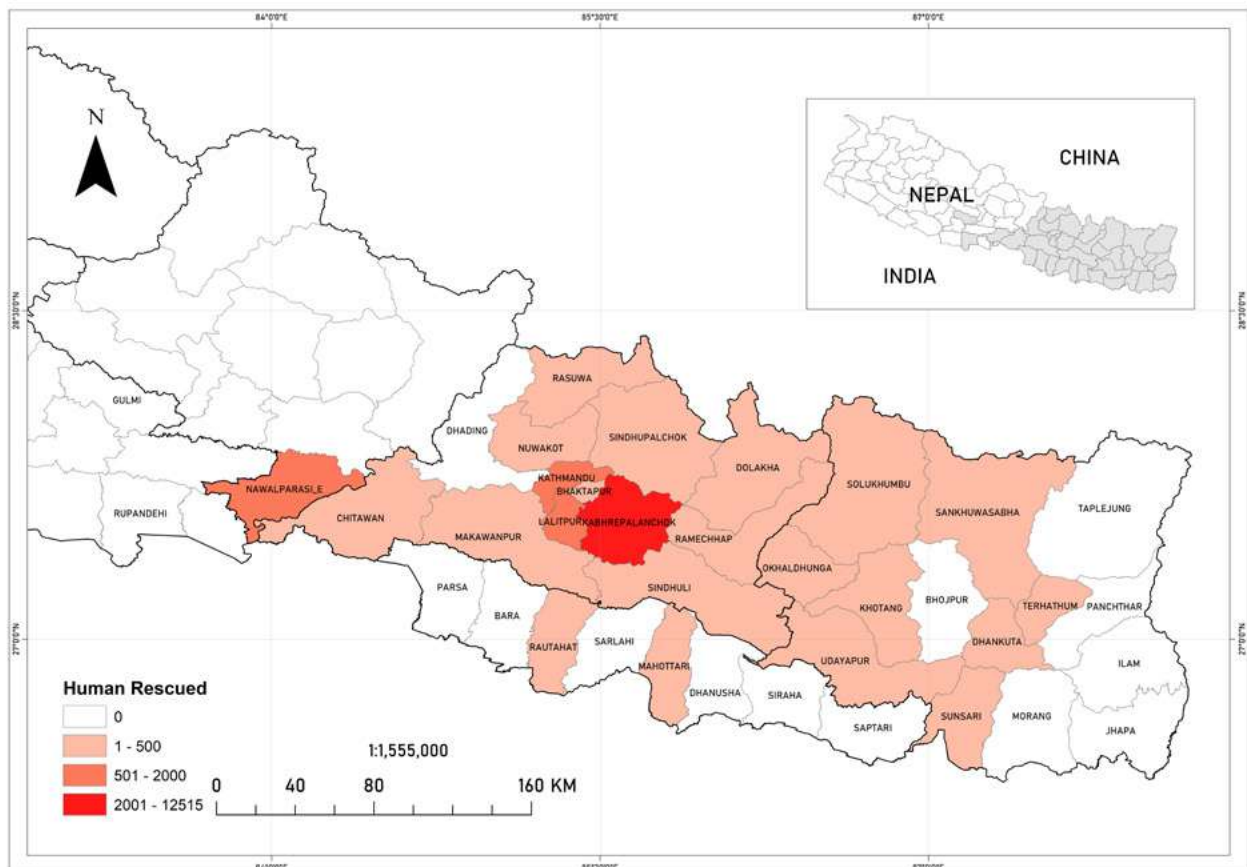 84°0'0"E
85°30'0"E
87°0'0"E
N
CHINA
NEPAL
INDIA
28°30'0"N
28°30'0"N
RASUWA
GULMI
DHADING
NUWAKOT
SINDHUPALCHOK
DOLAKHA
KATHMANDU
SOLUKHUMBU
NAWALPARASI_E
BHAKTAPUR
SANKHUWASABHA
TAPLEJUNG
RUPANDEHI
CHITAWAN
LALITPUR
KABHREPALANCHOK
MAKAWANPUR
RAMECHHAP
OKHALDHUNGA
PARSA
SINDHULI
KHOTANG
BHOJPUR
TERHATHUM
PANCHTHAR
BARA
27°0'0"N
27°0'0"N
RAUTAHAT
SARLAHI
DHANKUTA
MAHOTTARI
UDAYAPUR
ILAM
DHANUSHA
SIRAHA
SUNSARI
MORANG
SAPTARI
JHAPA
Human Rescued
0
1 - 500
501 - 2000
2001 - 12515
1:1,555,000
0 40 80 160 KM